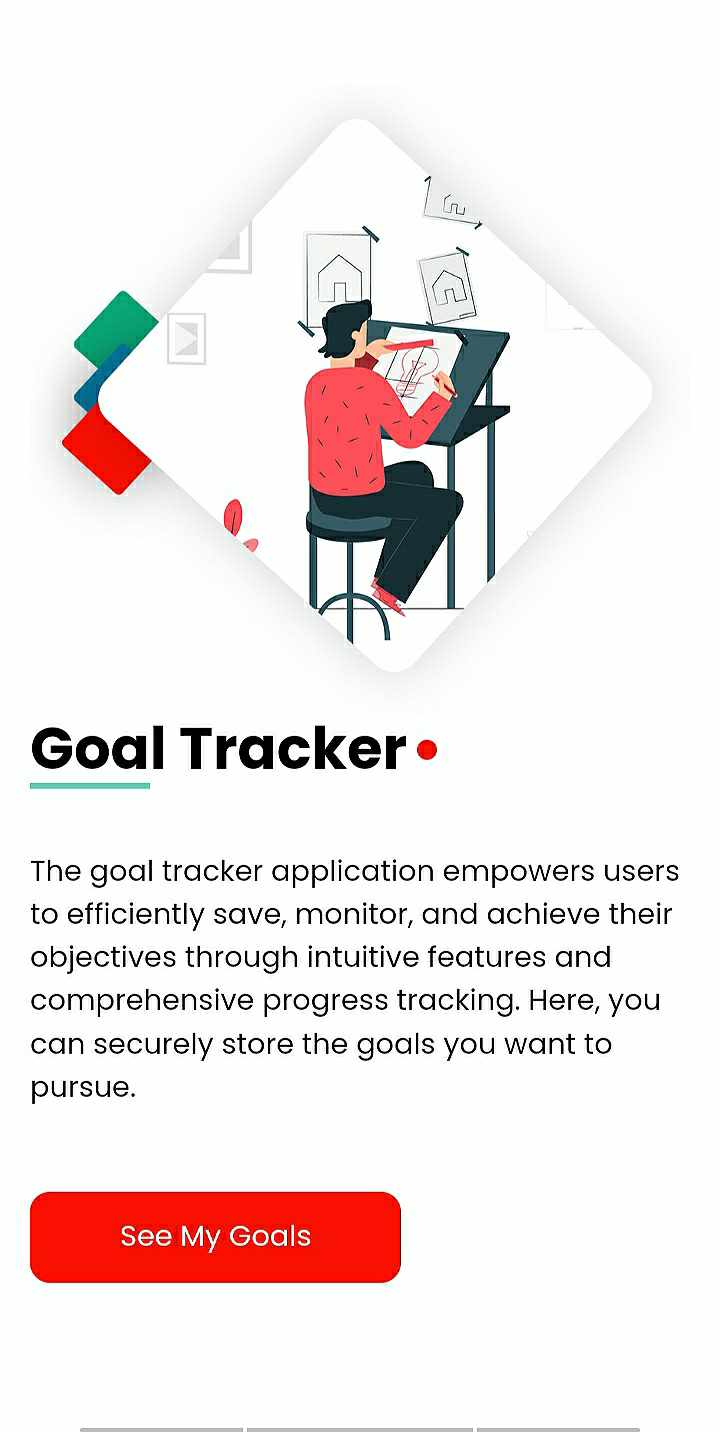 Goal Tracker
The goal tracker application empowers users
to efficiently save, monitor, and achieve their
objectives through intuitive features and
comprehensive progress tracking. Here, you
can securely store the goals you want to
pursue.
See My Goals